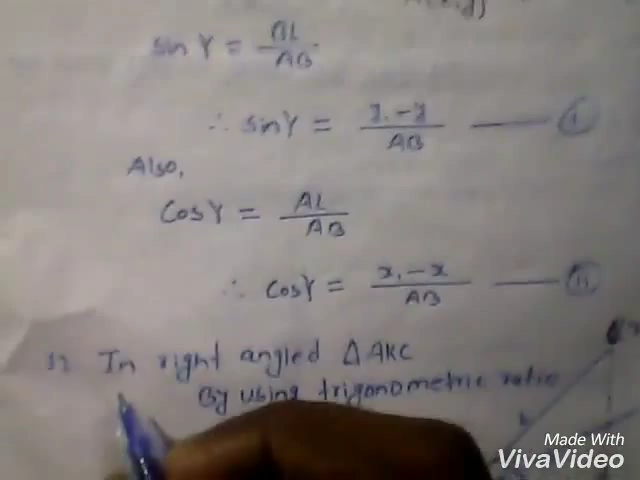 sin Y = BL / AB
∴ sin Y = y₁ - y / AB
Also,
Cos Y = AL / AB
∴ Cos Y = x₁ - x / AB (ii)
In right angled Δ AKC
By using trigonometric ratio
Made With
VivaVideo